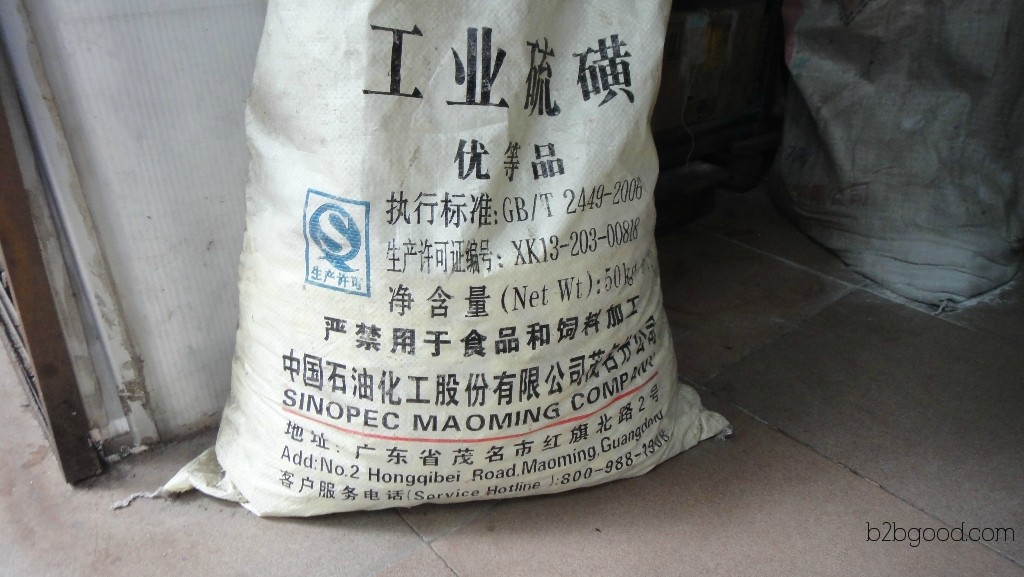 工业硫磺
优等品
执行标准:GB/T 2449-2006
生产许可
生产许可证编号: XK13-203-00818
净含量(Net Wt):50kg
严禁用于食品和饲料加工
中国石油化工股份有限公司茂名分公司
SINOPEC MAOMING COMPANY
地址: 广东省茂名市红旗北路2号
Add:No.2 Hongqibei Road,Maoming,Guangdong
客户服务电话(Service Hotline ):800-988-
b2bgood.com